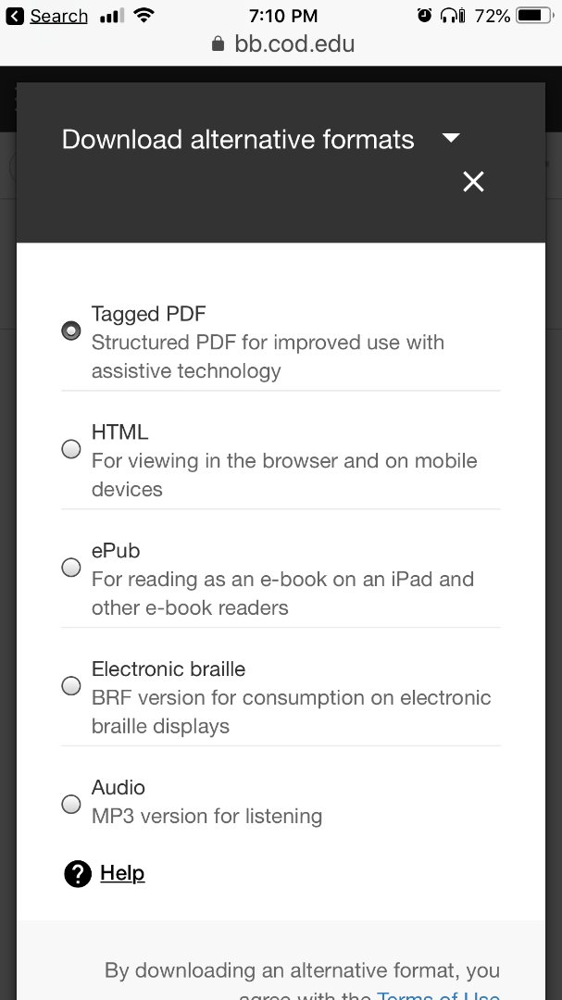 Search 7:10 PM 72%
bb.cod.edu
Download alternative formats
Tagged PDF
Structured PDF for improved use with
assistive technology
HTML
For viewing in the browser and on mobile
devices
ePub
For reading as an e-book on an iPad and
other e-book readers
Electronic braille
BRF version for consumption on electronic
braille displays
Audio
MP3 version for listening
? Help
By downloading an alternative format, you
agree with the Terms of Use